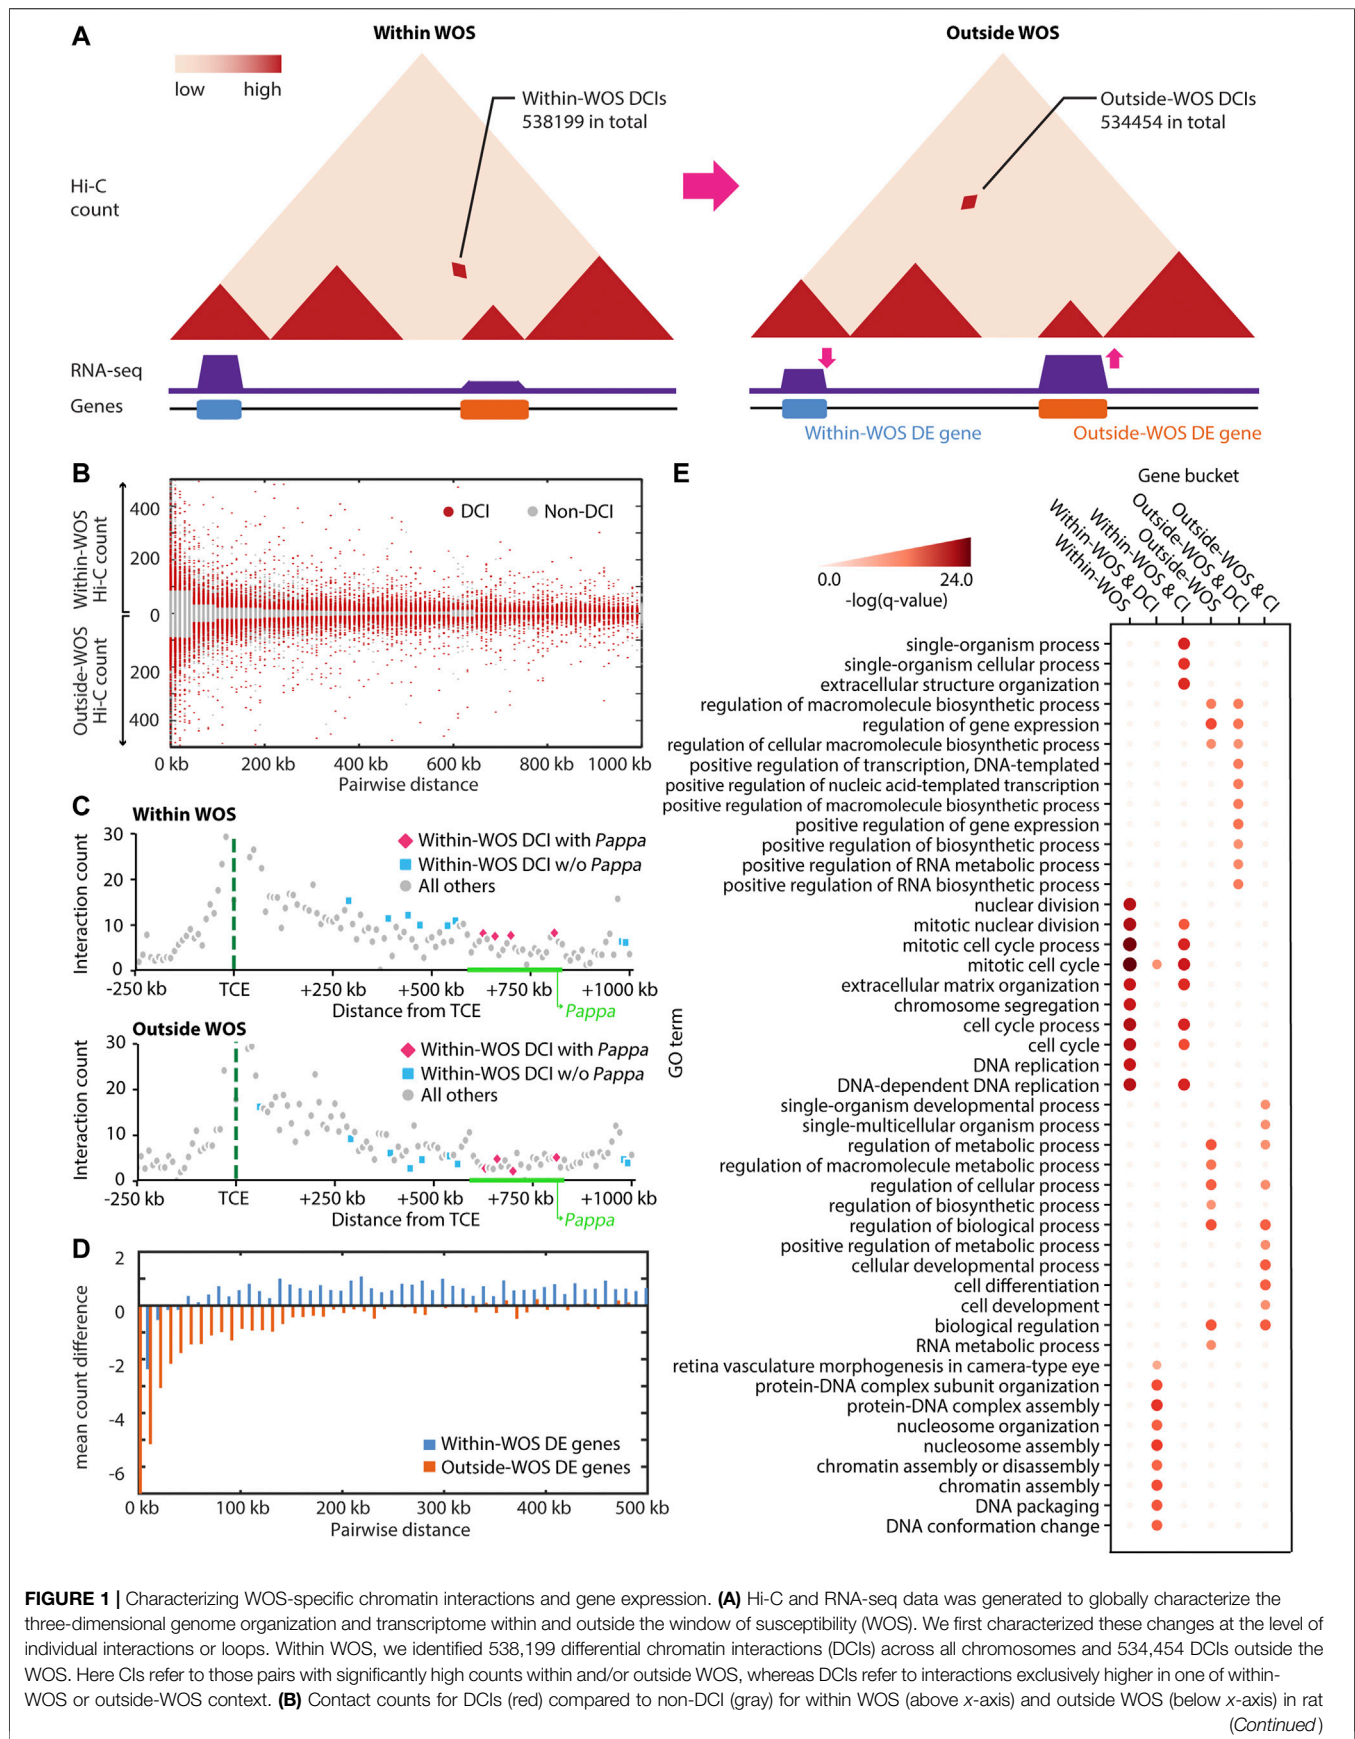 A
Within WOS
Outside WOS
low high
Within-WOS DCIs
538199 in total
Outside-WOS DCIs
534454 in total
Hi-C
count
RNA-seq
Genes
Within-WOS DE gene
Outside-WOS DE gene
B
Within-WOS
Hi-C count
Outside-WOS
Hi-C count
400
200
0
200
400
DCI
Non-DCI
0 kb 200 kb 400 kb 600 kb 800 kb 1000 kb
Pairwise distance
C
Within WOS
Interaction count
30
20
10
0
Within-WOS DCI with Pappa
Within-WOS DCI w/o Pappa
All others
-250 kb TCE +250 kb +500 kb +750 kb +1000 kb
Distance from TCE
Pappa
Outside WOS
Interaction count
30
20
10
0
Within-WOS DCI with Pappa
Within-WOS DCI w/o Pappa
All others
-250 kb TCE +250 kb +500 kb +750 kb +1000 kb
Distance from TCE
Pappa
D
mean count difference
2
0
-2
-4
-6
Within-WOS DE genes
Outside-WOS DE genes
0 kb 100 kb 200 kb 300 kb 400 kb 500 kb
Pairwise distance
E
Gene bucket
0.0 24.0
-log(q-value)
Within-WOS
Within-WOS & DCI
Within-WOS & CI
Outside-WOS
Outside-WOS & DCI
Outside-WOS & CI
GO term
single-organism process
single-organism cellular process
extracellular structure organization
regulation of macromolecule biosynthetic process
regulation of gene expression
regulation of cellular macromolecule biosynthetic process
positive regulation of transcription, DNA-templated
positive regulation of nucleic acid-templated transcription
positive regulation of macromolecule biosynthetic process
positive regulation of gene expression
positive regulation of biosynthetic process
positive regulation of RNA metabolic process
positive regulation of RNA biosynthetic process
nuclear division
mitotic nuclear division
mitotic cell cycle process
mitotic cell cycle
extracellular matrix organization
chromosome segregation
cell cycle process
cell cycle
DNA replication
DNA-dependent DNA replication
single-organism developmental process
single-multicellular organism process
regulation of metabolic process
regulation of macromolecule metabolic process
regulation of cellular process
regulation of biosynthetic process
regulation of biological process
positive regulation of metabolic process
cellular developmental process
cell differentiation
cell development
biological regulation
RNA metabolic process
retina vasculature morphogenesis in camera-type eye
protein-DNA complex subunit organization
protein-DNA complex assembly
nucleosome organization
nucleosome assembly
chromatin assembly or disassembly
chromatin assembly
DNA packaging
DNA conformation change
FIGURE 1 | Characterizing WOS-specific chromatin interactions and gene expression. (A) Hi-C and RNA-seq data was generated to globally characterize the
three-dimensional genome organization and transcriptome within and outside the window of susceptibility (WOS). We first characterized these changes at the level of
individual interactions or loops. Within WOS, we identified 538,199 differential chromatin interactions (DCIs) across all chromosomes and 534,454 DCIs outside the
WOS. Here CIs refer to those pairs with significantly high counts within and/or outside WOS, whereas DCIs refer to interactions exclusively higher in one of within-
WOS or outside-WOS context. (B) Contact counts for DCIs (red) compared to non-DCI (gray) for within WOS (above x-axis) and outside WOS (below x-axis) in rat
(Continued)